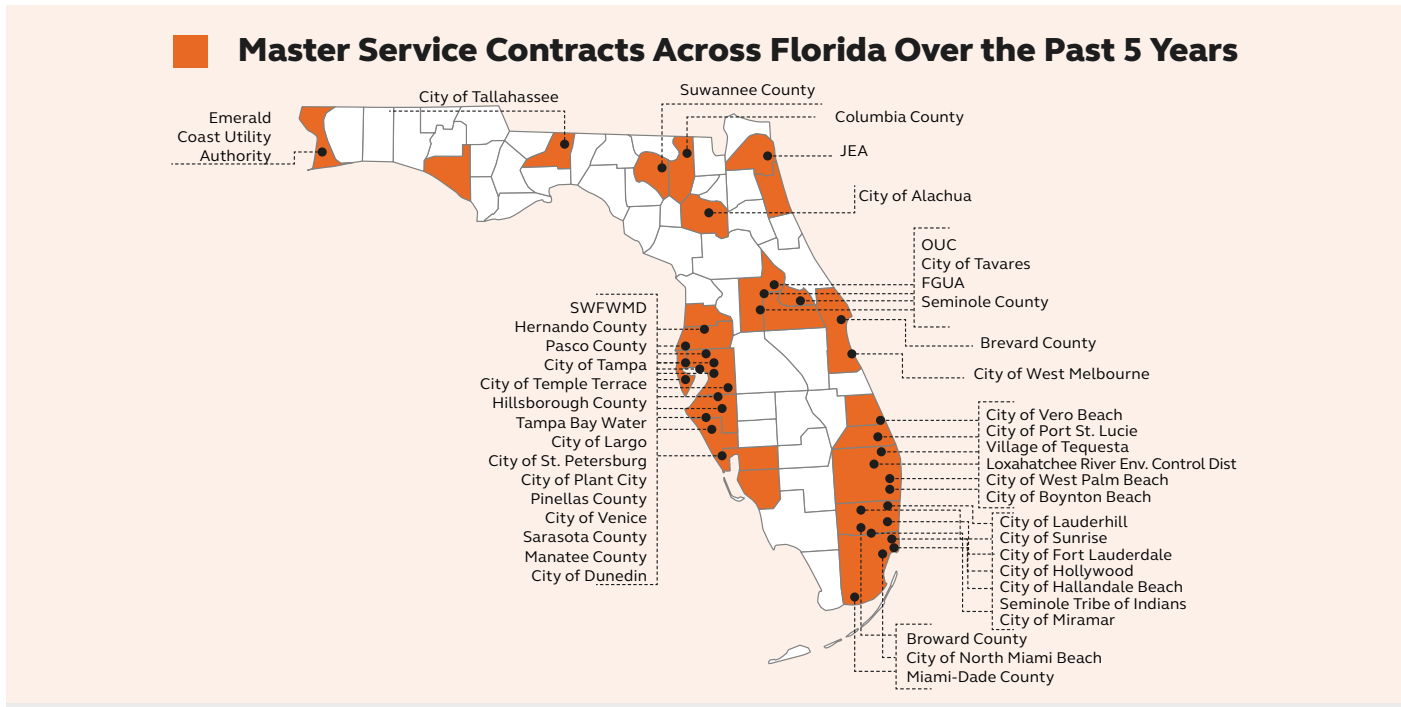 Master Service Contracts Across Florida Over the Past 5 Years
Emerald
Coast Utility
Authority
City of Tallahassee
Suwannee County
Columbia County
JEA
City of Alachua
OUC
City of Tavares
FGUA
Seminole County
Brevard County
City of West Melbourne
SWFWMD
Hernando County
Pasco County
City of Tampa
City of Temple Terrace
Hillsborough County
Tampa Bay Water
City of Largo
City of St. Petersburg
City of Plant City
Pinellas County
City of Venice
Sarasota County
Manatee County
City of Dunedin
City of Vero Beach
City of Port St. Lucie
Village of Tequesta
Loxahatchee River Env. Control Dist
City of West Palm Beach
City of Boynton Beach
City of Lauderhill
City of Sunrise
City of Fort Lauderdale
City of Hollywood
City of Hallandale Beach
Seminole Tribe of Indians
City of Miramar
Broward County
City of North Miami Beach
Miami-Dade County